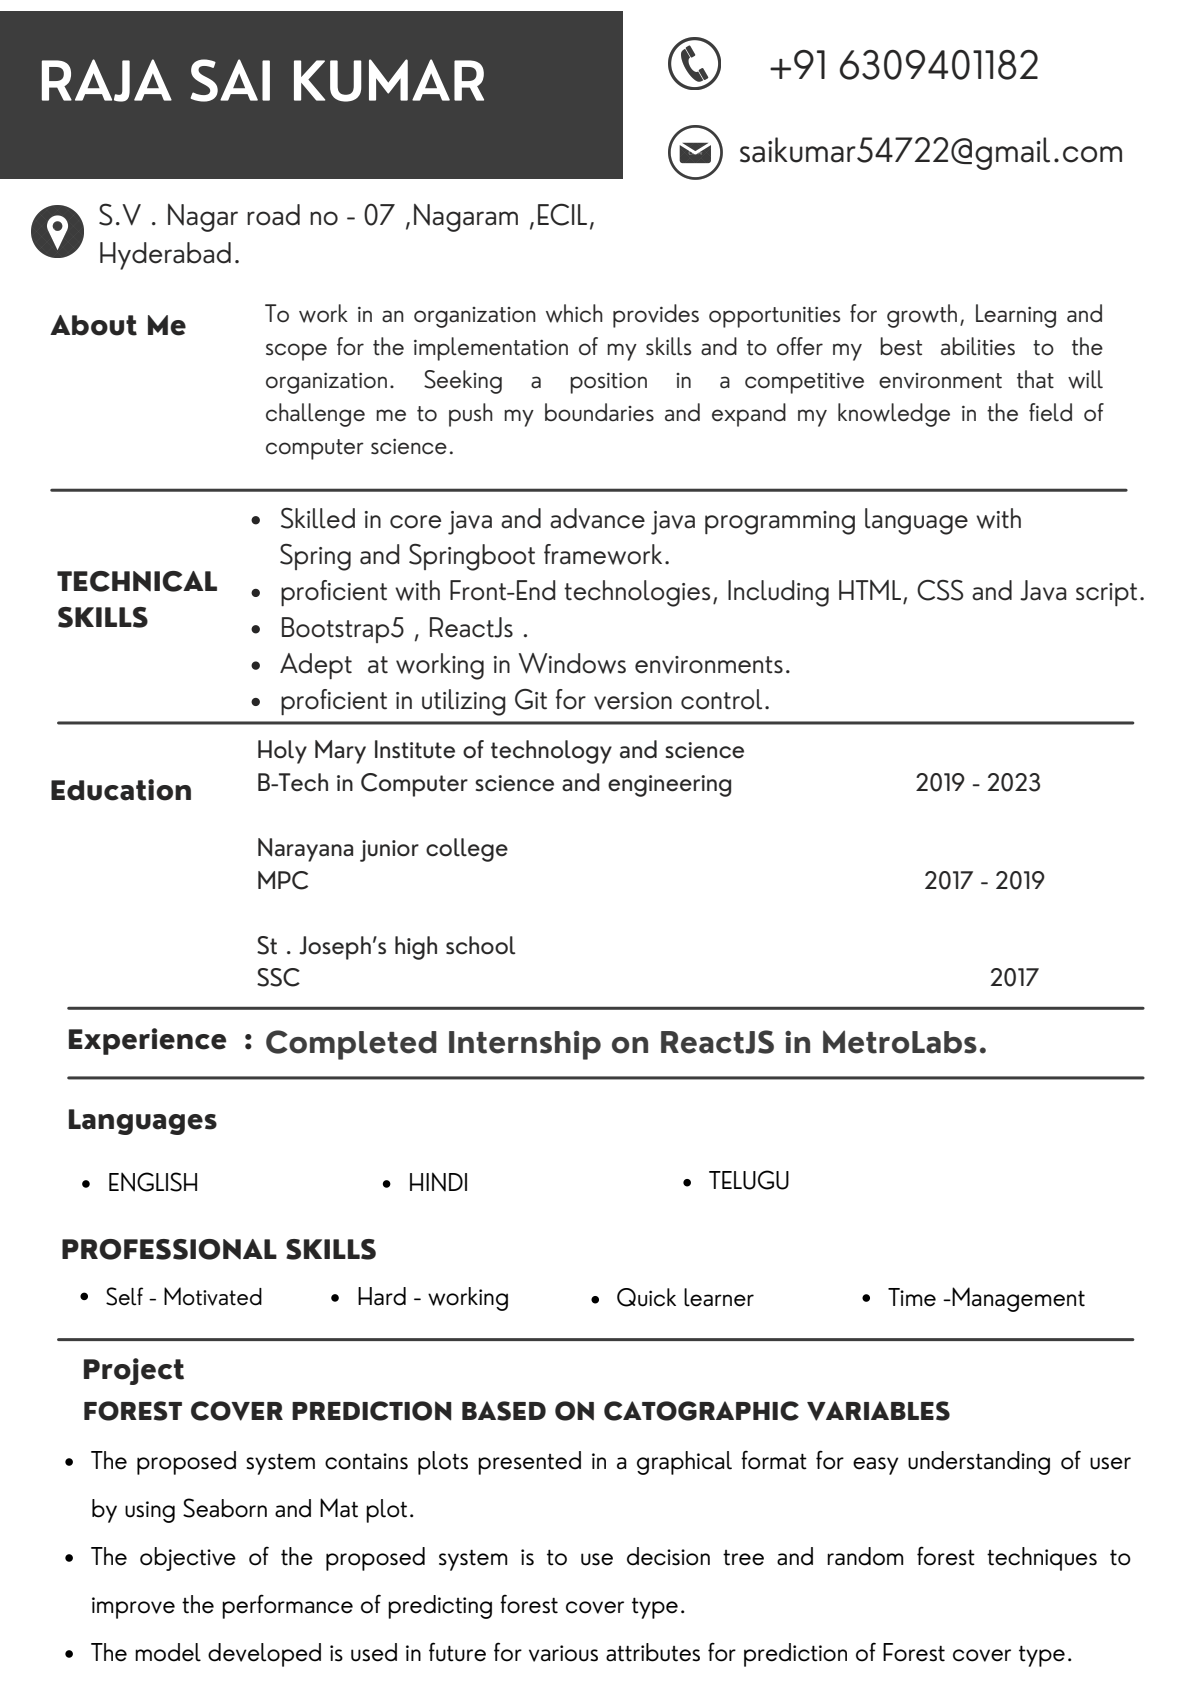 RAJA SAI KUMAR
+91 6309401182
saikumar54722@gmail.com
S.V . Nagar road no - 07 ,Nagaram ,ECIL,
Hyderabad.
About Me
To work in an organization which provides opportunities for growth, Learning and
scope for the implementation of my skills and to offer my best abilities to the
organization. Seeking a position in a competitive environment that will
challenge me to push my boundaries and expand my knowledge in the field of
computer science.
TECHNICAL
SKILLS
• Skilled in core java and advance java programming language with
Spring and Springboot framework.
• proficient with Front-End technologies, Including HTML, CSS and Java script.
• Bootstrap5 , ReactJs .
• Adept at working in Windows environments.
• proficient in utilizing Git for version control.
Education
Holy Mary Institute of technology and science
B-Tech in Computer science and engineering 2019 - 2023
Narayana junior college
MPC 2017 - 2019
St . Joseph's high school
SSC 2017
Experience : Completed Internship on ReactJS in MetroLabs.
Languages
• ENGLISH • HINDI • TELUGU
PROFESSIONAL SKILLS
• Self - Motivated • Hard - working • Quick learner • Time -Management
Project
FOREST COVER PREDICTION BASED ON CATOGRAPHIC VARIABLES
• The proposed system contains plots presented in a graphical format for easy understanding of user
by using Seaborn and Mat plot.
• The objective of the proposed system is to use decision tree and random forest techniques to
improve the performance of predicting forest cover type.
• The model developed is used in future for various attributes for prediction of Forest cover type.